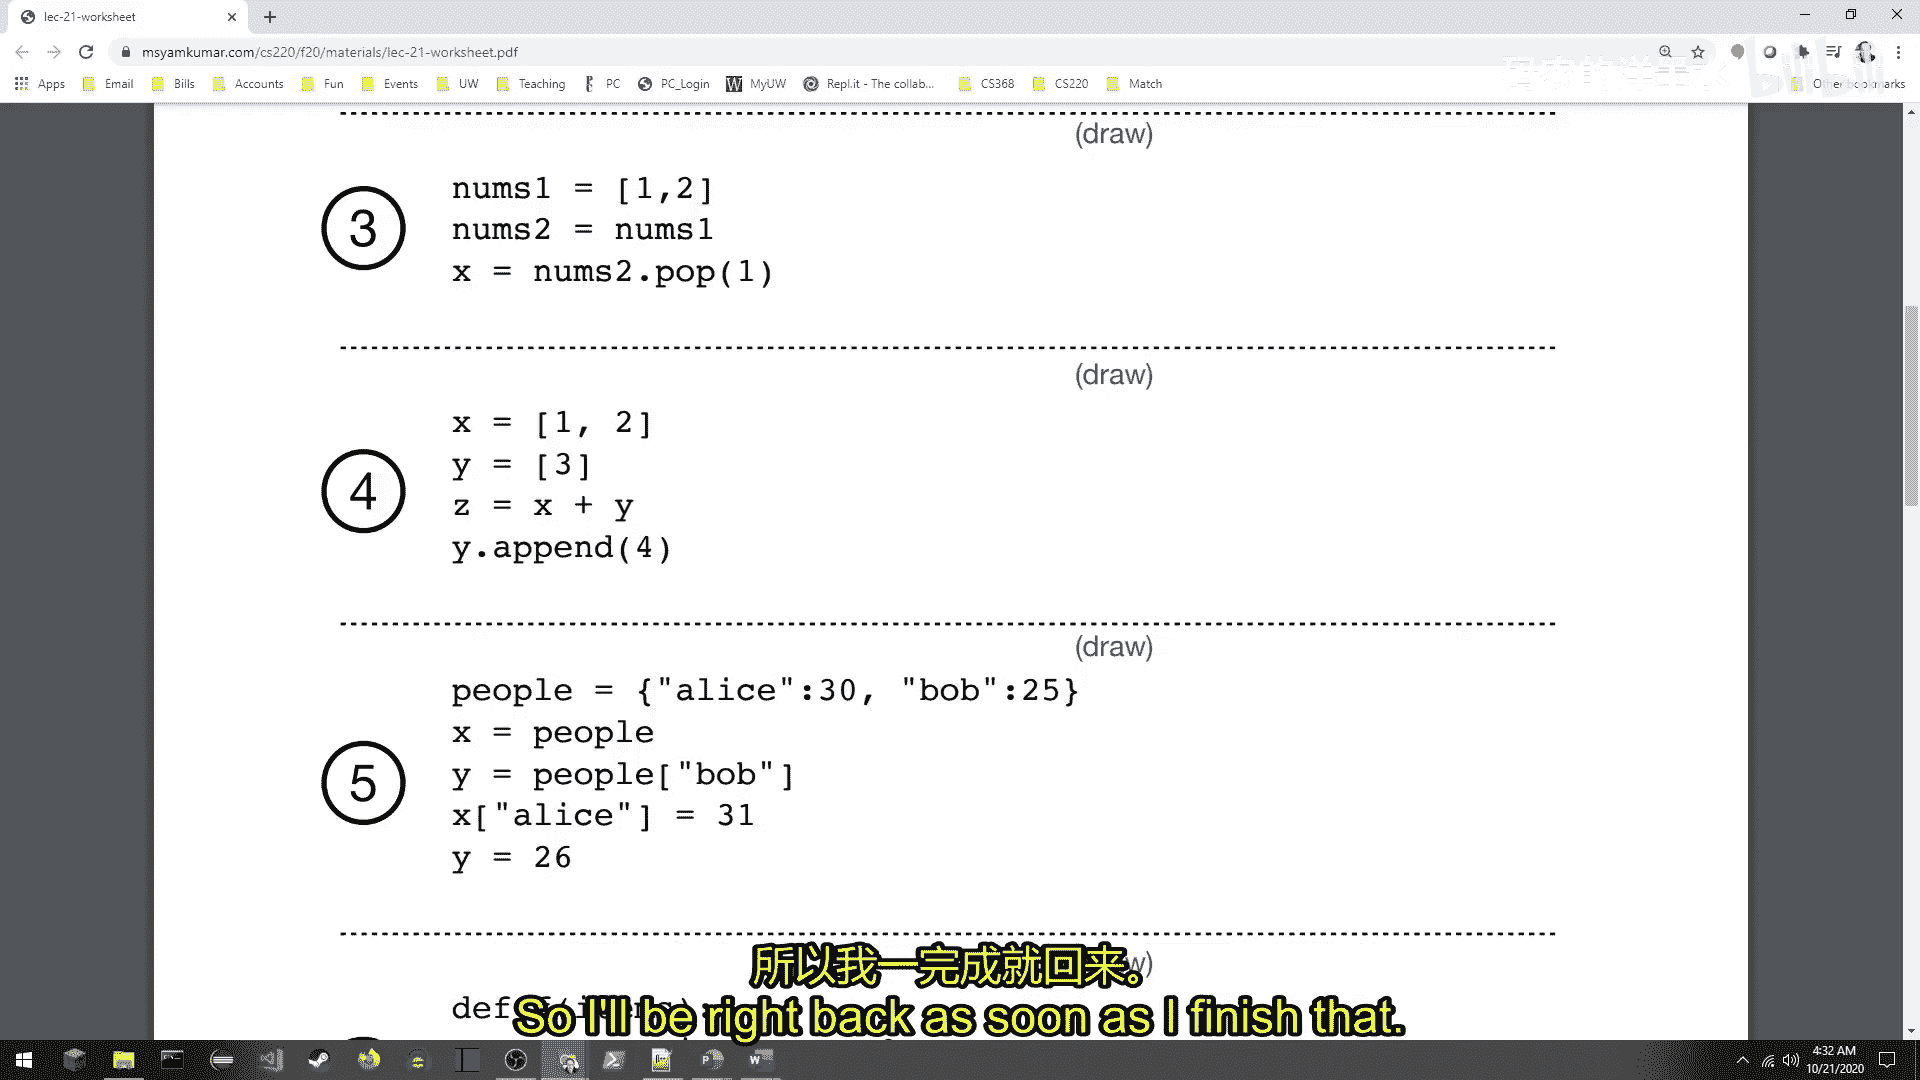 lec-21-worksheet
msyamkumar.com/cs220/f20/materials/lec-21-worksheet.pdf
Apps Email Bills Accounts Fun Events UW Teaching PC PC_Login MyUW Repl.it - The collab... CS368 CS220 Match Other bookmarks
bilibili
(draw)
3
nums1 = [1,2]
nums2 = nums1
x = nums2.pop(1)
(draw)
4
x = [1, 2]
y = [3]
z = x + y
y.append(4)
(draw)
5
people = {"alice":30, "bob":25}
x = people
y = people["bob"]
x["alice"] = 31
y = 26
所以我一完成就回来。
def
So I'll be right back as soon as I finish that.
4:32 AM
10/21/2020